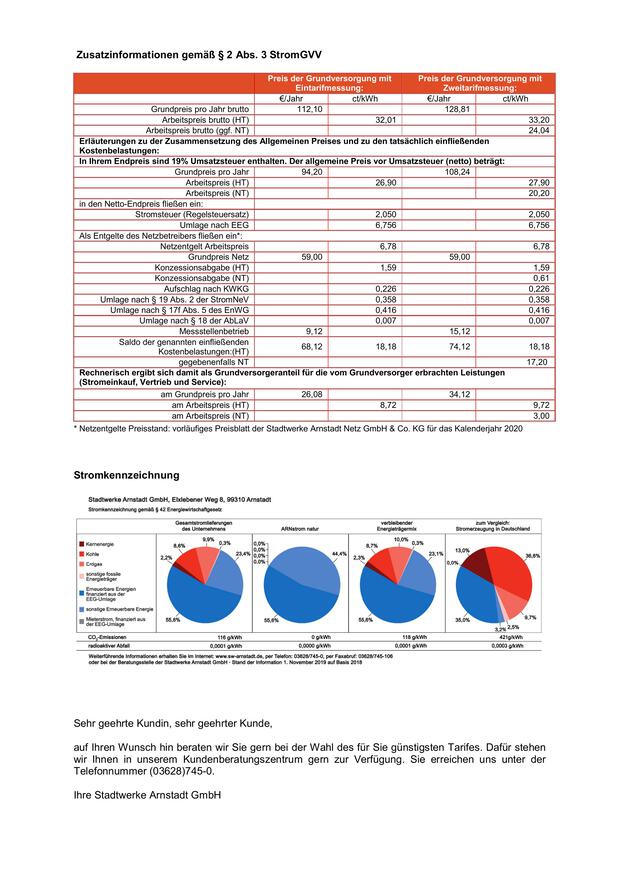 Zusatzinformationen gemäß § 2 Abs. 3 StromGVV
Preis der Grundversorgung mit Eintarifmessung: Preis der Grundversorgung mit Zweitarifmessung:
€/Jahr ct/kWh €/Jahr ct/kWh
Grundpreis pro Jahr brutto 112,10 128,81
Arbeitspreis brutto (HT) 32,01 33,20
Arbeitspreis brutto (ggf. NT) 24,04
Erläuterungen zu der Zusammensetzung des Allgemeinen Preises und zu den tatsächlich einfließenden
Kostenbelastungen:
In Ihrem Endpreis sind 19% Umsatzsteuer enthalten. Der allgemeine Preis vor Umsatzsteuer (netto) beträgt:
Grundpreis pro Jahr 94,20 108,24
Arbeitspreis (HT) 26,90 27,90
Arbeitspreis (NT) 20,20
in den Netto-Endpreis fließen ein:
Stromsteuer (Regelsteuersatz) 2,050 2,050
Umlage nach EEG 6,756 6,756
Als Entgelte des Netzbetreibers fließen ein*:
Netzentgelt Arbeitspreis 6,78 6,78
Grundpreis Netz 59,00 59,00
Konzessionsabgabe (HT) 1,59 1,59
Konzessionsabgabe (NT) 0,61
Aufschlag nach KWKG 0,226 0,226
Umlage nach § 19 Abs. 2 der StromNeV 0,358 0,358
Umlage nach § 17f Abs. 5 des EnWG 0,416 0,416
Umlage nach § 18 der AbLaV 0,007 0,007
Messstellenbetrieb 9,12 15,12
Saldo der genannten einfließenden
Kostenbelastungen:(HT) 68,12 18,18 74,12 18,18
gegebenenfalls NT 17,20
Rechnerisch ergibt sich damit als Grundversorgeranteil für die vom Grundversorger erbrachten Leistungen
(Stromeinkauf, Vertrieb und Service):
am Grundpreis pro Jahr 26,08 34,12
am Arbeitspreis (HT) 8,72 9,72
am Arbeitspreis (NT) 3,00
* Netzentgelte Preisstand: vorläufiges Preisblatt der Stadtwerke Arnstadt Netz GmbH & Co. KG für das Kalenderjahr 2020
Stromkennzeichnung
Stadtwerke Arnstadt GmbH, Elxlebener Weg 8, 99310 Arnstadt
Stromkennzeichnung gemäß § 42 Energiewirtschaftsgesetz
Gesamtstromlieferungen
des Unternehmens
ARNstrom natur
verbleibender
Energieträgermix
zum Vergleich:
Stromerzeugung in Deutschland
Kernenergie
Kohle
Erdgas
sonstige fossile
Energieträger
Erneuerbare Energien
finanziert aus der
EEG-Umlage
sonstige Erneuerbare Energie
Mieterstrom, finanziert aus
der EEG-Umlage
2,2%
8,6%
9,9%
0,3%
23,4%
55,6%
0,0%
0,0%
0,0%
0,0%
44,4%
55,6%
2,3%
8,7%
10,0%
0,3%
23,1%
55,6%
0,0%
13,0%
36,6%
9,7%
2,5%
3,2%
35,0%
CO₂-Emissionen 116 g/kWh 0 g/kWh 118 g/kWh 421g/kWh
radioaktiver Abfall 0,0001 g/kWh 0,0000 g/kWh 0,0001 g/kWh 0,0003 g/kWh
Weiterführende Informationen erhalten Sie im Internet: www.sw-arnstadt.de, per Telefon: 03628/745-0, per Faxabruf: 03628/745-106
oder bei der Beratungsstelle der Stadtwerke Arnstadt GmbH · Stand der Information 1. November 2019 auf Basis 2018
Sehr geehrte Kundin, sehr geehrter Kunde,
auf Ihren Wunsch hin beraten wir Sie gern bei der Wahl des für Sie günstigsten Tarifes. Dafür stehen
wir Ihnen in unserem Kundenberatungszentrum gern zur Verfügung. Sie erreichen uns unter der
Telefonnummer (03628)745-0.
Ihre Stadtwerke Arnstadt GmbH